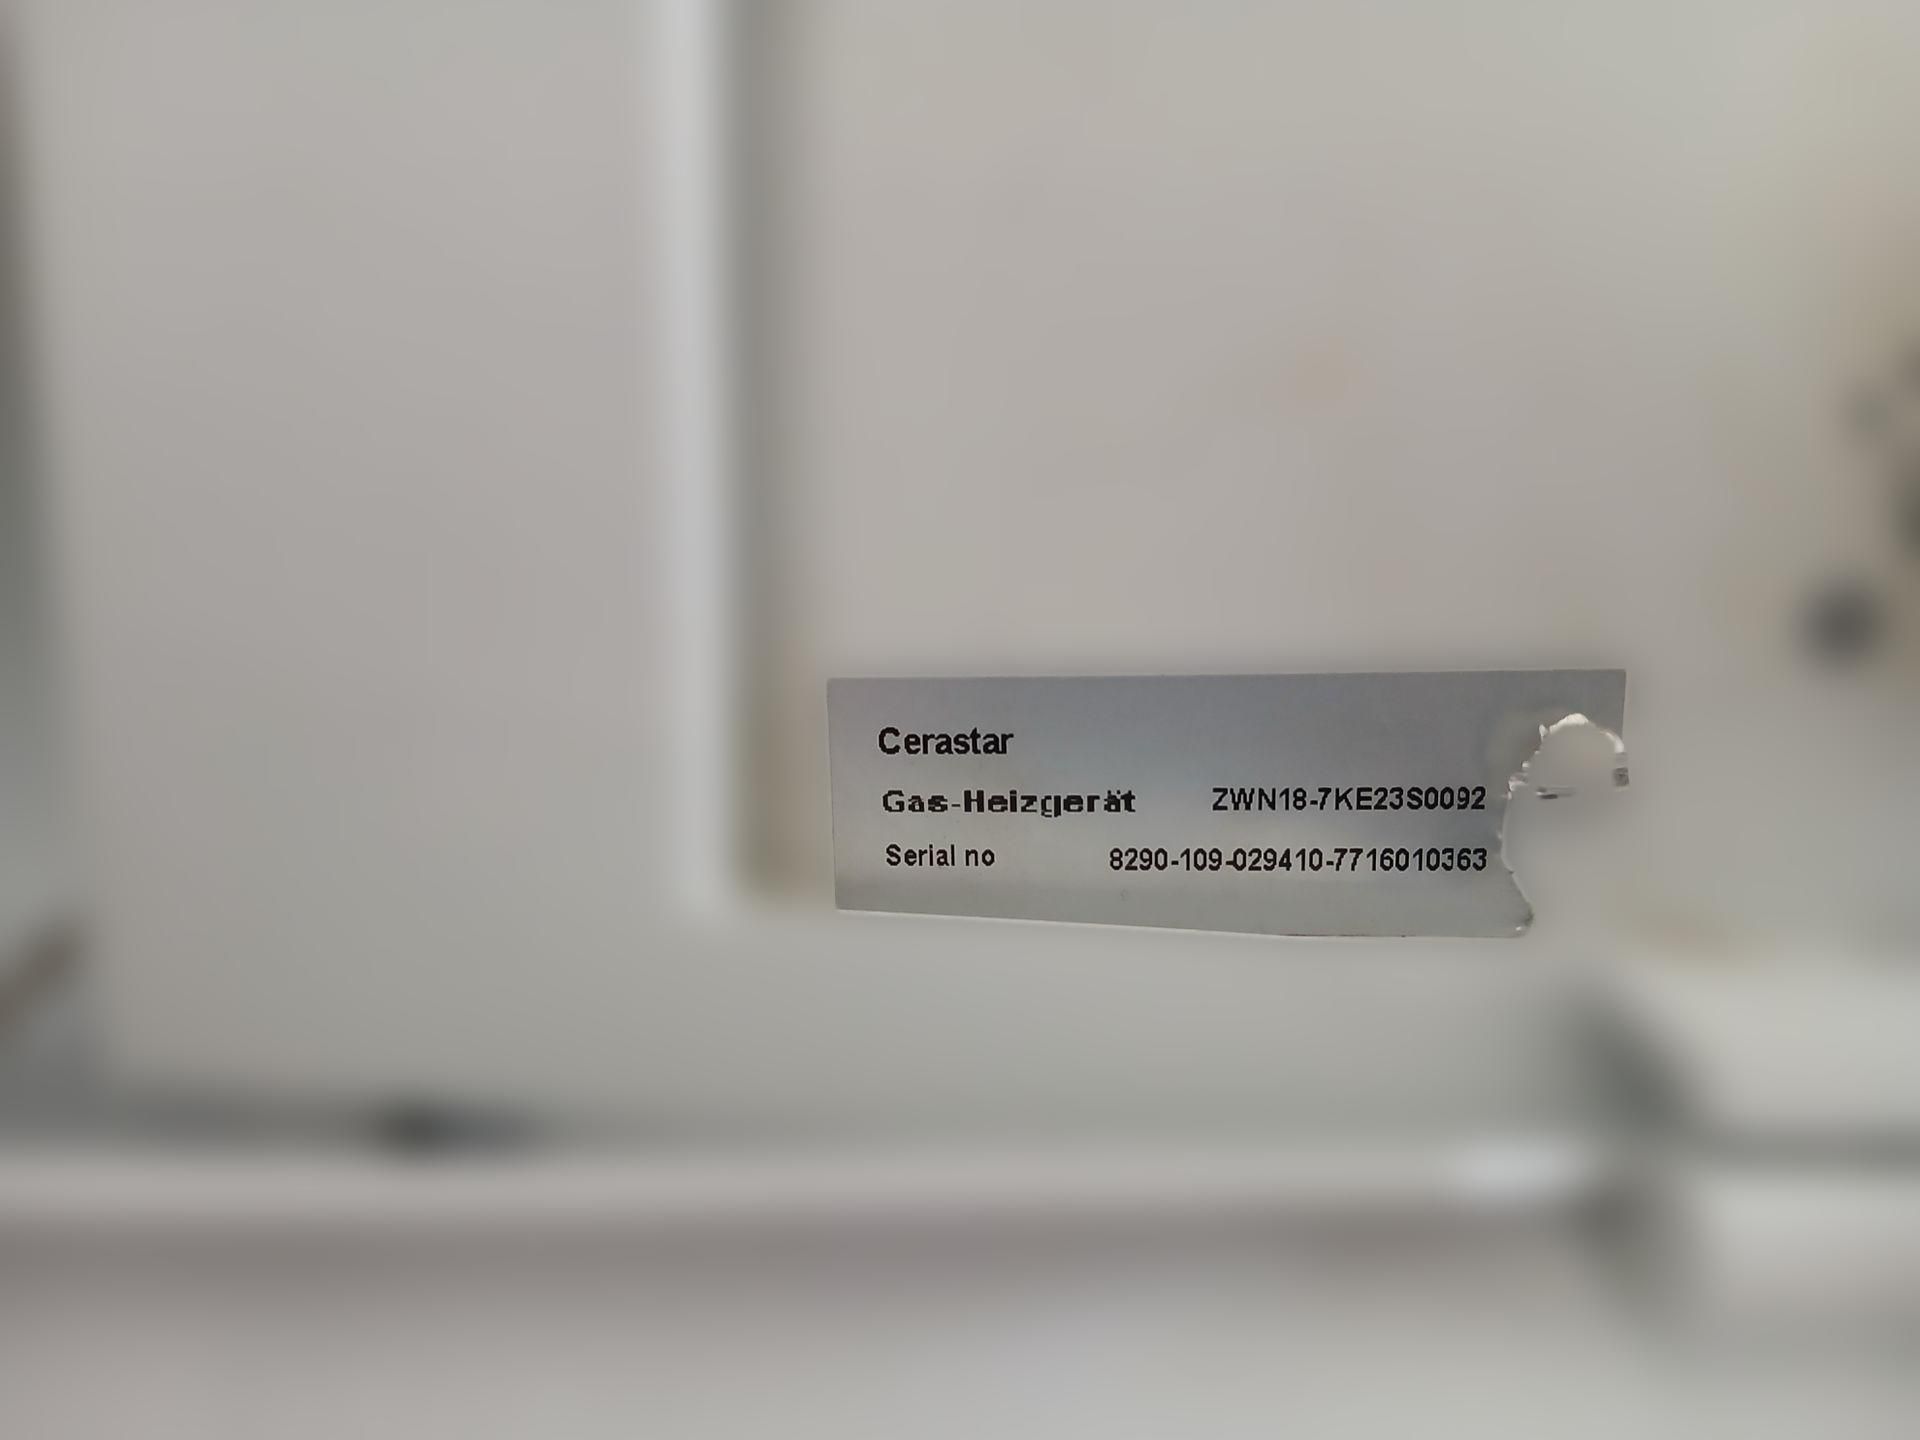 Cerastar
Gas-Heizgerät ZWN18-7KE23S0092
Serial no 8290-109-029410-7716010363